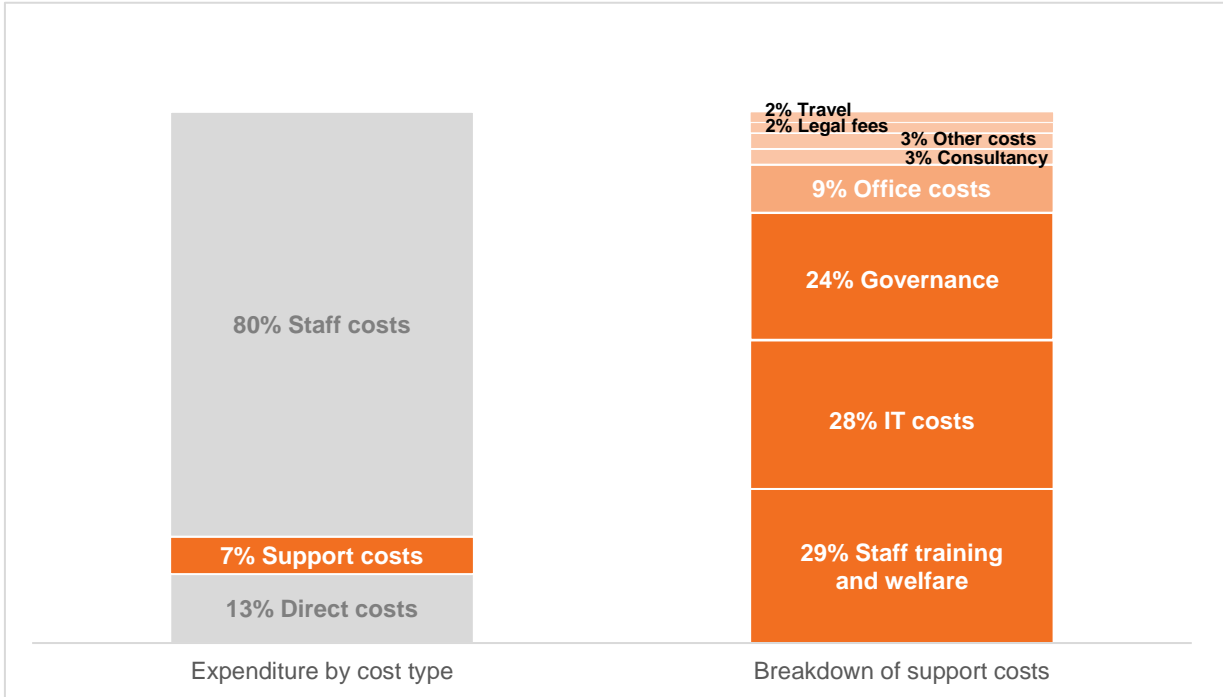 80% Staff costs
7% Support costs
13% Direct costs
Expenditure by cost type
2% Travel
2% Legal fees
3% Other costs
3% Consultancy
9% Office costs
24% Governance
28% IT costs
29% Staff training
and welfare
Breakdown of support costs